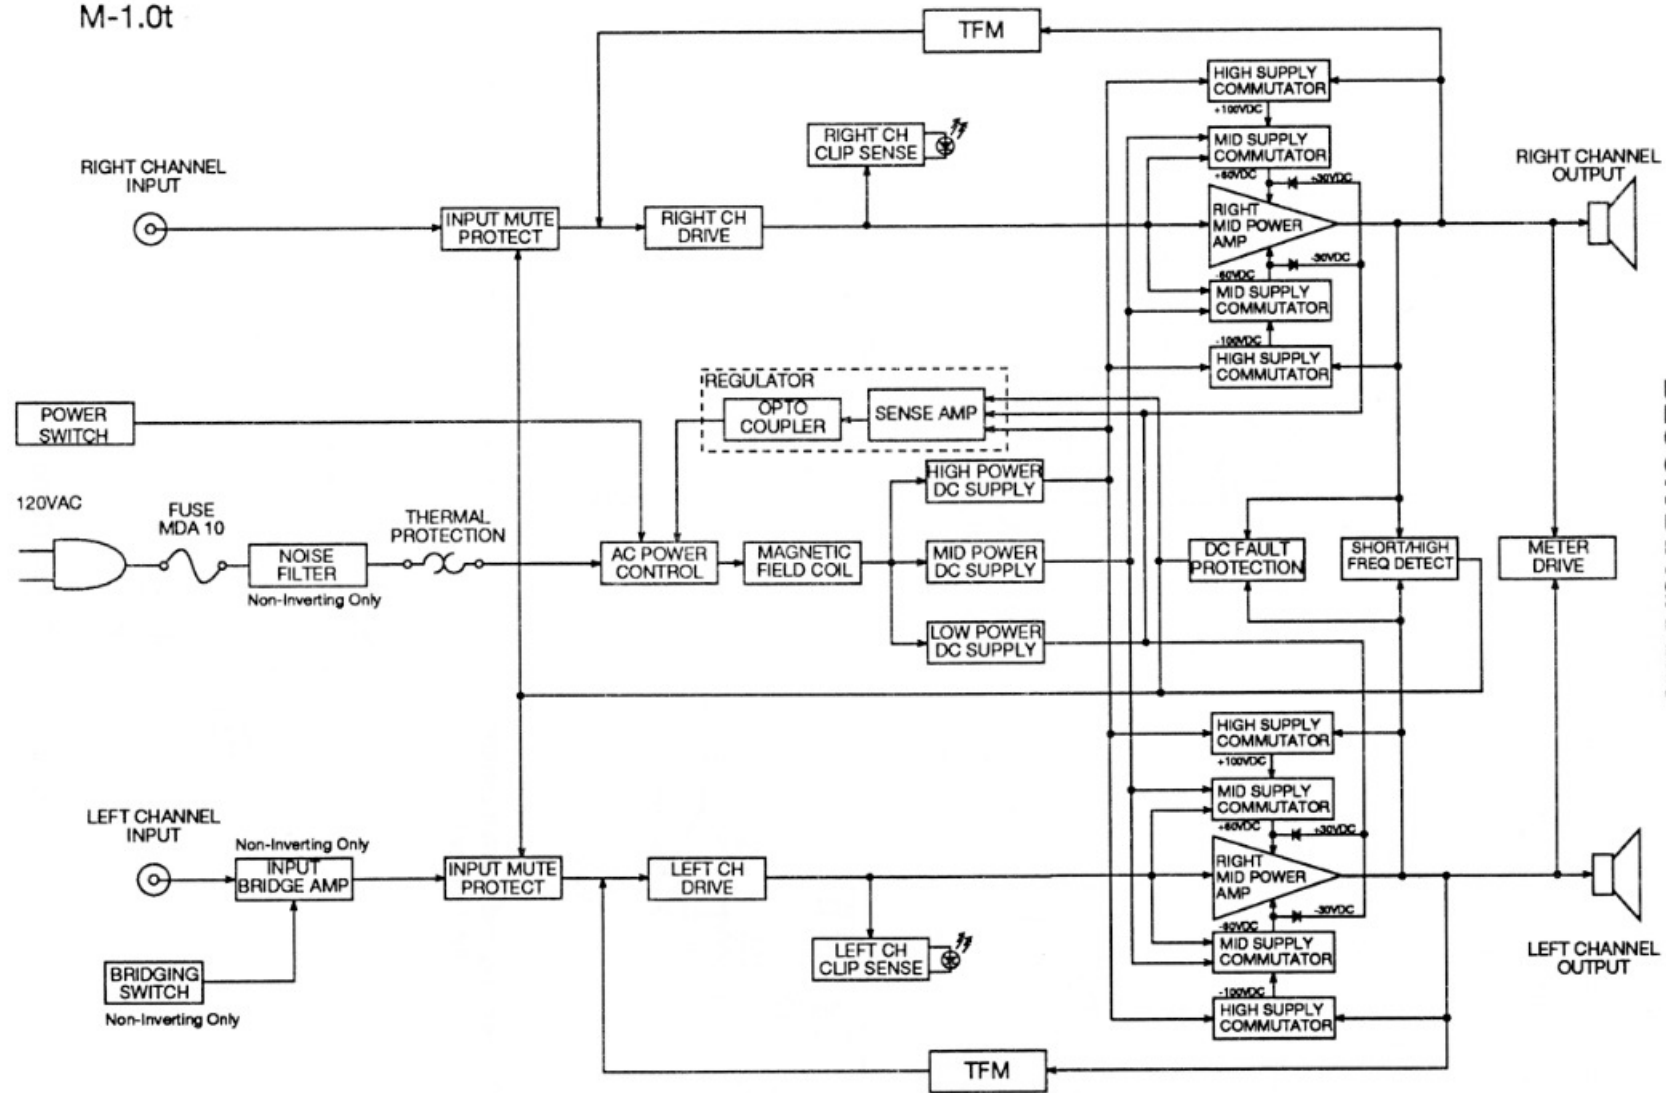 M-1.0t
TFM
HIGH SUPPLY
COMMUTATOR
+100VDC
RIGHT CH
CLIP SENSE
MID SUPPLY
COMMUTATOR
+60VDC
+30VDC
RIGHT CHANNEL
INPUT
INPUT MUTE
PROTECT
RIGHT CH
DRIVE
RIGHT
MID POWER
AMP
RIGHT CHANNEL
OUTPUT
-30VDC
-60VDC
MID SUPPLY
COMMUTATOR
-100VDC
HIGH SUPPLY
COMMUTATOR
REGULATOR
OPTO
COUPLER
SENSE AMP
POWER
SWITCH
120VAC
FUSE
MDA 10
NOISE
FILTER
Non-Inverting Only
THERMAL
PROTECTION
AC POWER
CONTROL
MAGNETIC
FIELD COIL
HIGH POWER
DC SUPPLY
MID POWER
DC SUPPLY
LOW POWER
DC SUPPLY
DC FAULT
PROTECTION
SHORT/HIGH
FREQ DETECT
METER
DRIVE
HIGH SUPPLY
COMMUTATOR
+100VDC
MID SUPPLY
COMMUTATOR
+60VDC
+30VDC
LEFT CHANNEL
INPUT
Non-Inverting Only
INPUT
BRIDGE AMP
INPUT MUTE
PROTECT
LEFT CH
DRIVE
RIGHT
MID POWER
AMP
-30VDC
-60VDC
LEFT CH
CLIP SENSE
MID SUPPLY
COMMUTATOR
-100VDC
HIGH SUPPLY
COMMUTATOR
LEFT CHANNEL
OUTPUT
BRIDGING
SWITCH
Non-Inverting Only
TFM